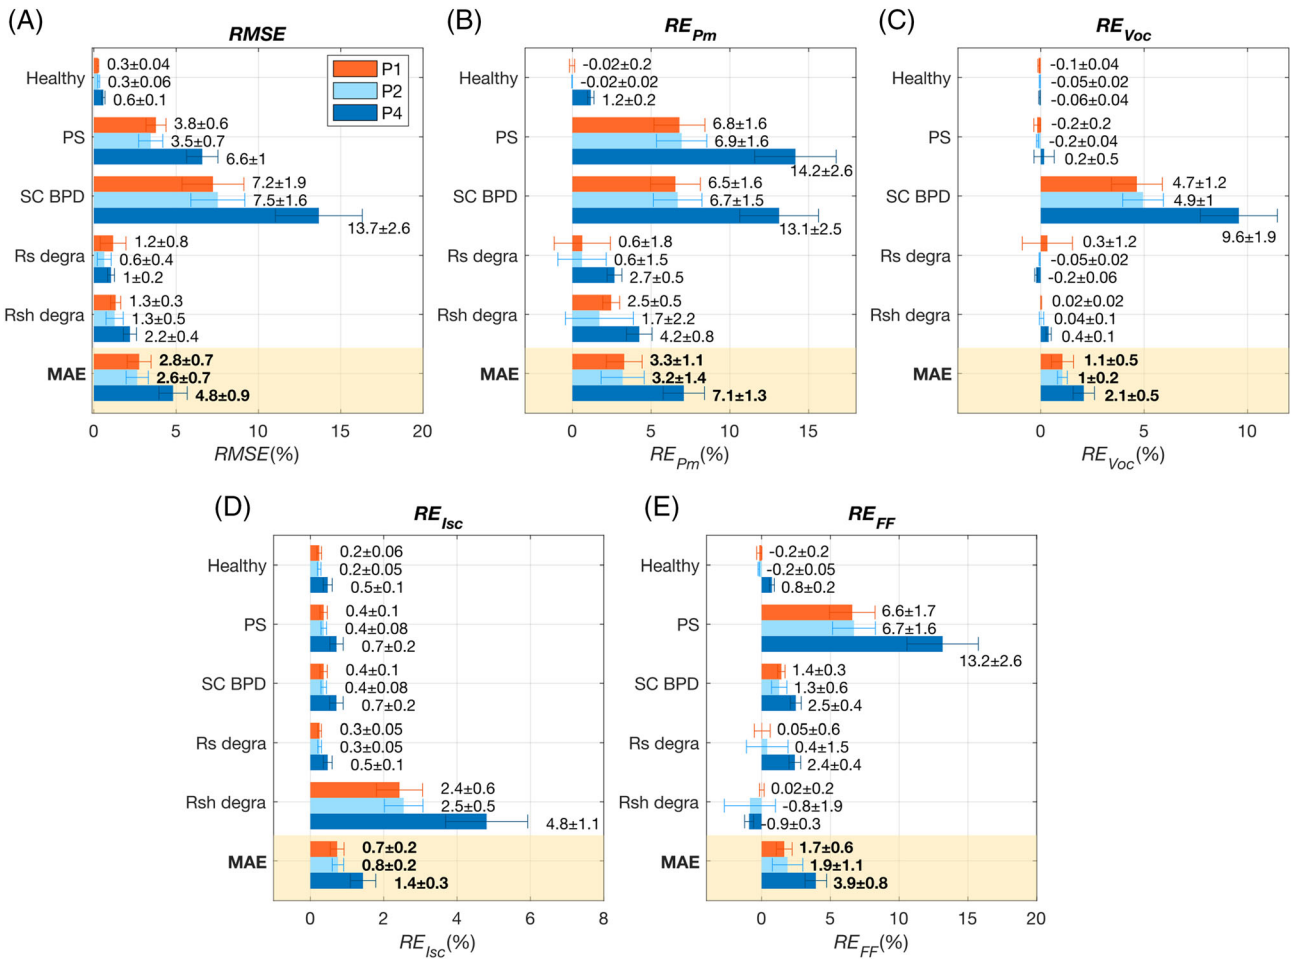 (A)
RMSE
P1
P2
P4
Healthy
0.3±0.04
0.3±0.06
0.6±0.1
PS
3.8±0.6
3.5±0.7
6.6±1
SC BPD
7.2±1.9
7.5±1.6
13.7±2.6
Rs degra
1.2±0.8
0.6±0.4
1±0.2
Rsh degra
1.3±0.3
1.3±0.5
2.2±0.4
MAE
2.8±0.7
2.6±0.7
4.8±0.9
0 5 10 15 20
RMSE(%)
(B)
RE_Pm
Healthy
-0.02±0.2
-0.02±0.02
1.2±0.2
PS
6.8±1.6
6.9±1.6
14.2±2.6
SC BPD
6.5±1.6
6.7±1.5
13.1±2.5
Rs degra
0.6±1.8
0.6±1.5
2.7±0.5
Rsh degra
2.5±0.5
1.7±2.2
4.2±0.8
MAE
3.3±1.1
3.2±1.4
7.1±1.3
0 5 10 15
RE_Pm(%)
(C)
RE_Voc
Healthy
-0.1±0.04
-0.05±0.02
-0.06±0.04
PS
-0.2±0.2
-0.2±0.04
0.2±0.5
SC BPD
4.7±1.2
4.9±1
9.6±1.9
Rs degra
0.3±1.2
-0.05±0.02
-0.2±0.06
Rsh degra
0.02±0.02
0.04±0.1
0.4±0.1
MAE
1.1±0.5
1±0.2
2.1±0.5
0 5 10
RE_Voc(%)
(D)
RE_Isc
Healthy
0.2±0.06
0.2±0.05
0.5±0.1
PS
0.4±0.1
0.4±0.08
0.7±0.2
SC BPD
0.4±0.1
0.4±0.08
0.7±0.2
Rs degra
0.3±0.05
0.3±0.05
0.5±0.1
Rsh degra
2.4±0.6
2.5±0.5
4.8±1.1
MAE
0.7±0.2
0.8±0.2
1.4±0.3
0 2 4 6 8
RE_Isc(%)
(E)
RE_FF
Healthy
-0.2±0.2
-0.2±0.05
0.8±0.2
PS
6.6±1.7
6.7±1.6
13.2±2.6
SC BPD
1.4±0.3
1.3±0.6
2.5±0.4
Rs degra
0.05±0.6
0.4±1.5
2.4±0.4
Rsh degra
0.02±0.2
-0.8±1.9
-0.9±0.3
MAE
1.7±0.6
1.9±1.1
3.9±0.8
0 5 10 15 20
RE_FF(%)